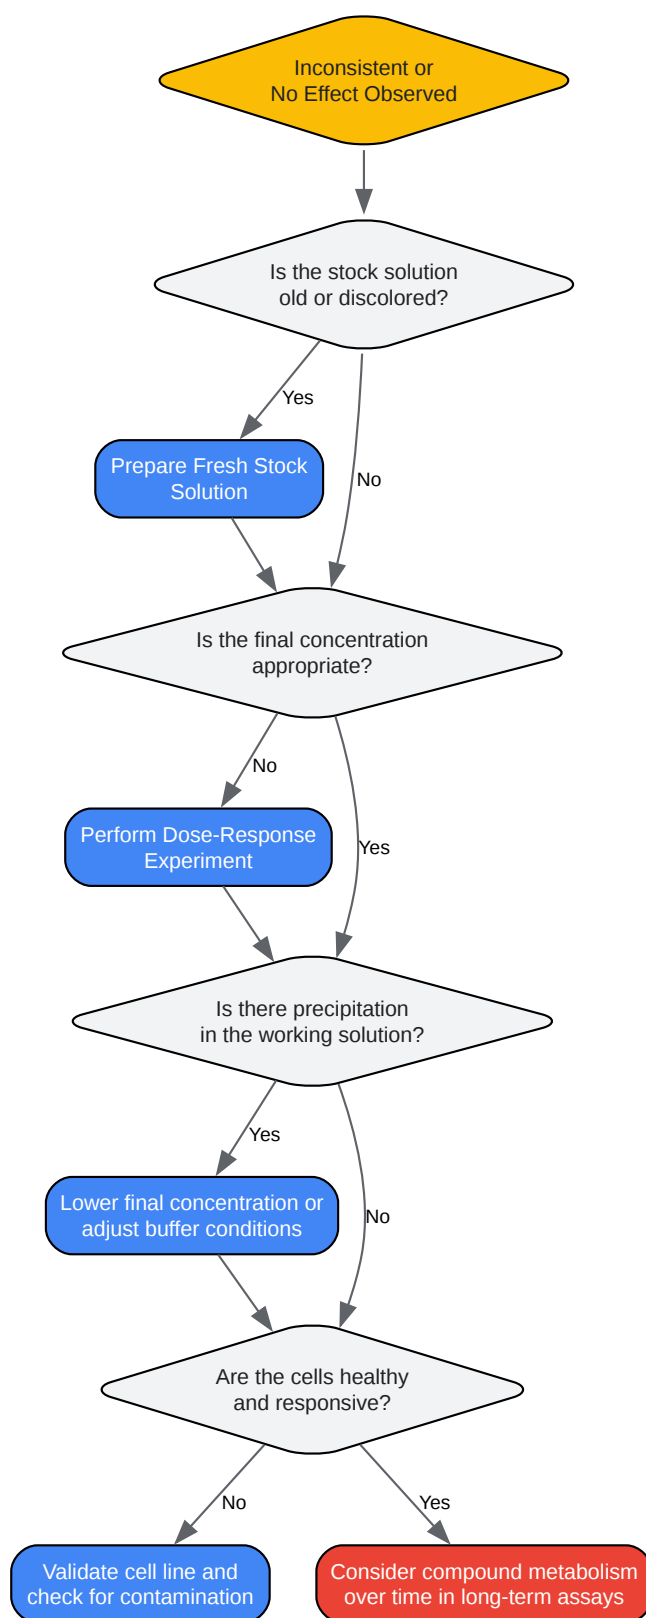 Inconsistent or
No Effect Observed
Is the stock solution
old or discolored?
Yes
Prepare Fresh Stock
Solution
No
Is the final concentration
appropriate?
No
Perform Dose-Response
Experiment
Yes
Is there precipitation
in the working solution?
Yes
Lower final concentration or
adjust buffer conditions
No
Are the cells healthy
and responsive?
No
Yes
Validate cell line and
check for contamination
Consider compound metabolism
over time in long-term assays